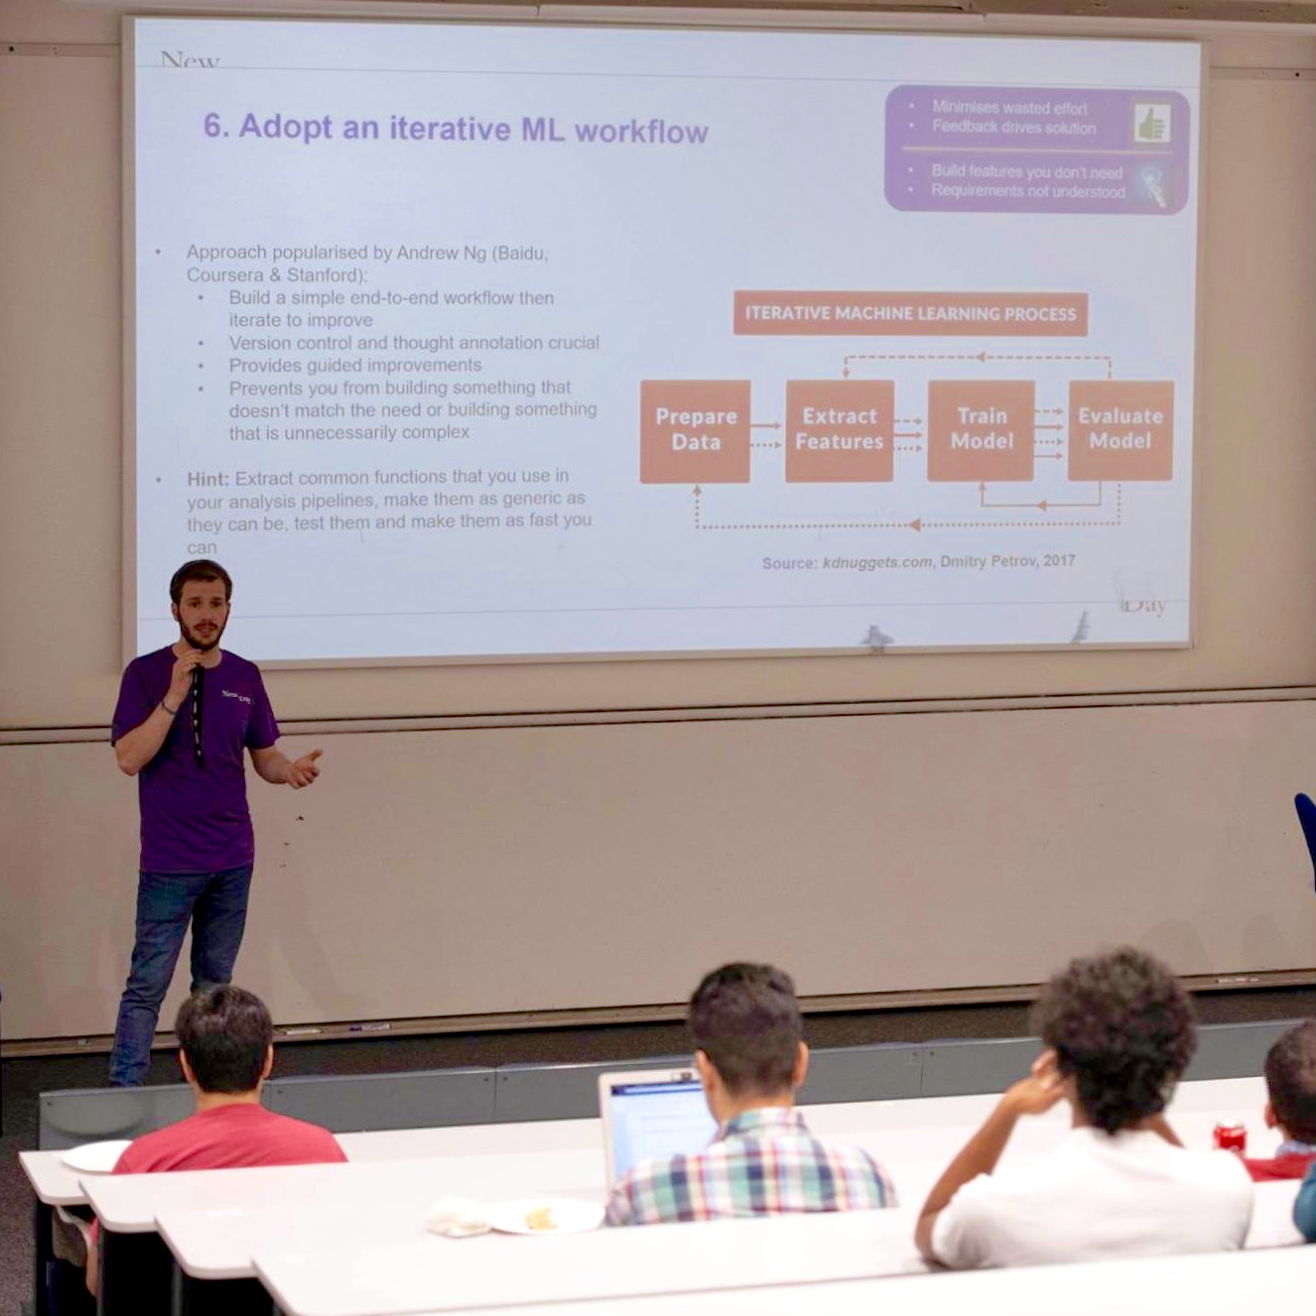 New
6. Adopt an iterative ML workflow
• Minimises wasted effort
• Feedback drives solution
• Build features you don't need
• Requirements not understood
• Approach popularised by Andrew Ng (Baidu,
Coursera & Stanford):
• Build a simple end-to-end workflow then
iterate to improve
• Version control and thought annotation crucial
• Provides guided improvements
• Prevents you from building something that
doesn't match the need or building something
that is unnecessarily complex
• Hint: Extract common functions that you use in
your analysis pipelines, make them as generic as
they can be, test them and make them as fast you
can
ITERATIVE MACHINE LEARNING PROCESS
Prepare
Data
Extract
Features
Train
Model
Evaluate
Model
Source: kdnuggets.com, Dmitry Petrov, 2017
Day
New
Day